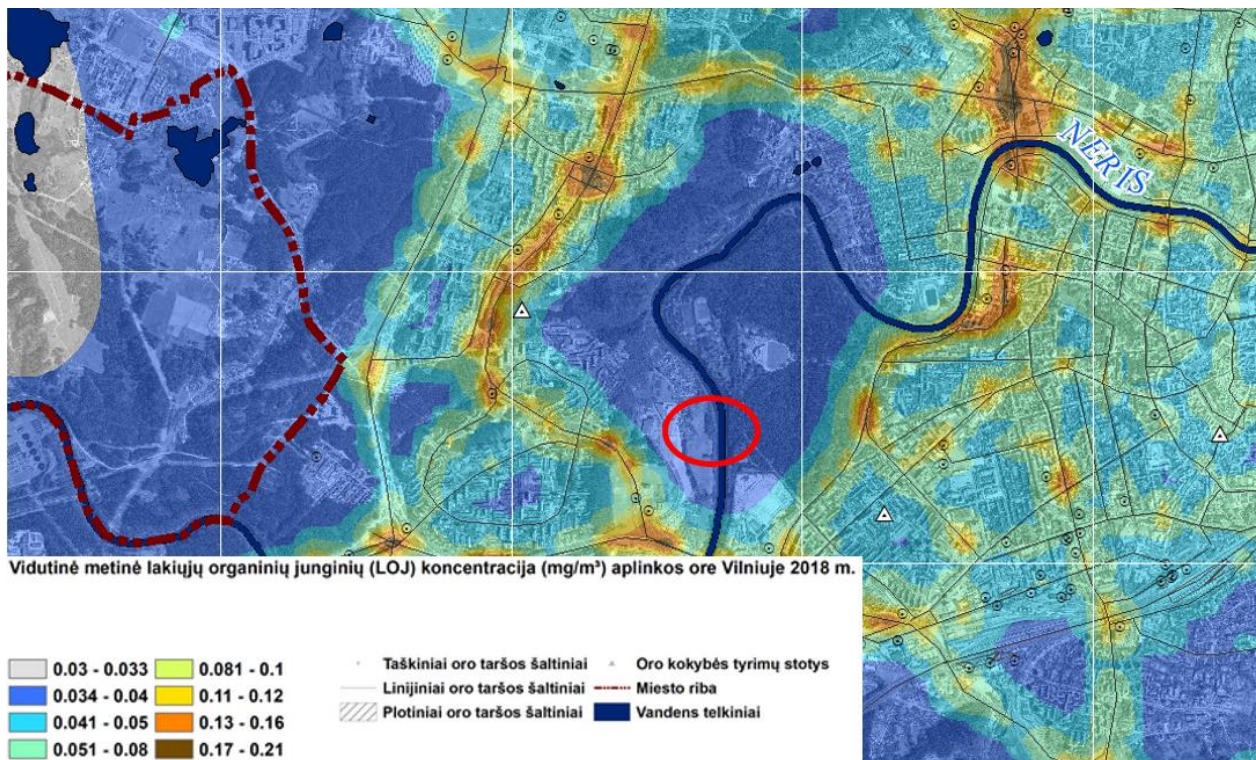 NERIS
Vidutinė metinė lakiųjų organinių junginių (LOJ) koncentracija (mg/m³) aplinkos ore Vilniuje 2018 m.
0.03 - 0.033
0.034 - 0.04
0.041 - 0.05
0.051 - 0.08
0.081 - 0.1
0.11 - 0.12
0.13 - 0.16
0.17 - 0.21
Taškiniai oro taršos šaltiniai
Linijiniai oro taršos šaltiniai
Plotiniai oro taršos šaltiniai
Oro kokybės tyrimų stotys
Miesto riba
Vandens telkiniai